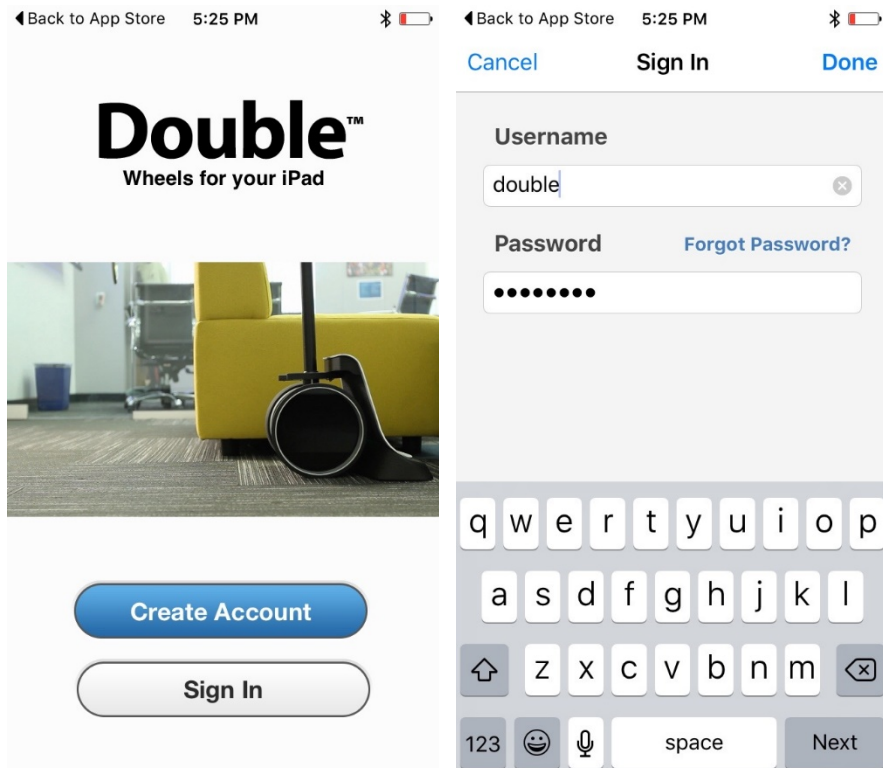 Back to App Store 5:25 PM
Double™
Wheels for your iPad
Create Account
Sign In
Back to App Store 5:25 PM
Cancel Sign In Done
Username
double
Password Forgot Password?
••••••••
q w e r t y u i o p
a s d f g h j k l
z x c v b n m
123 space Next